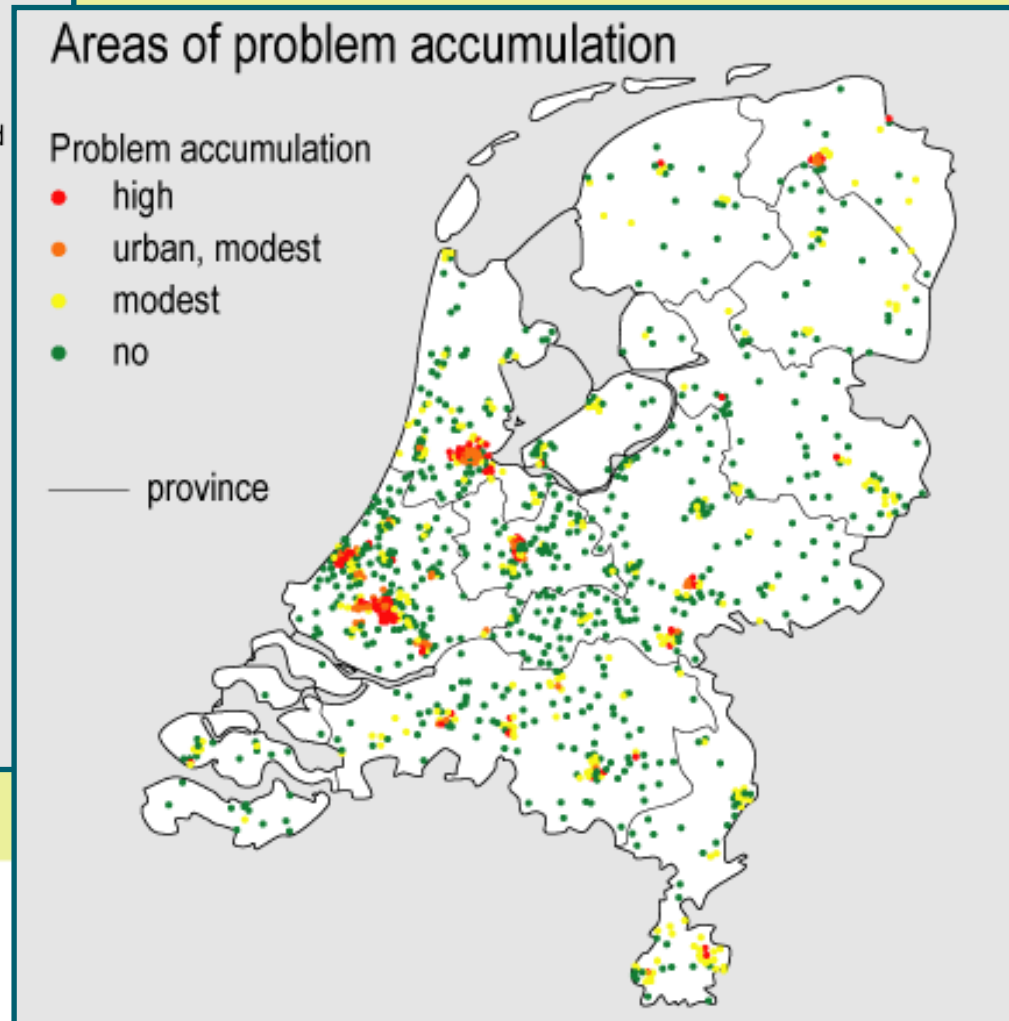 Areas of problem accumulation
Problem accumulation
high
urban, modest
modest
no
province